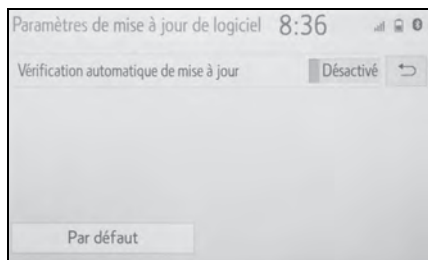 Paramètres de mise à jour de logiciel 8:36
Vérification automatique de mise à jour Désactivé
Par défaut